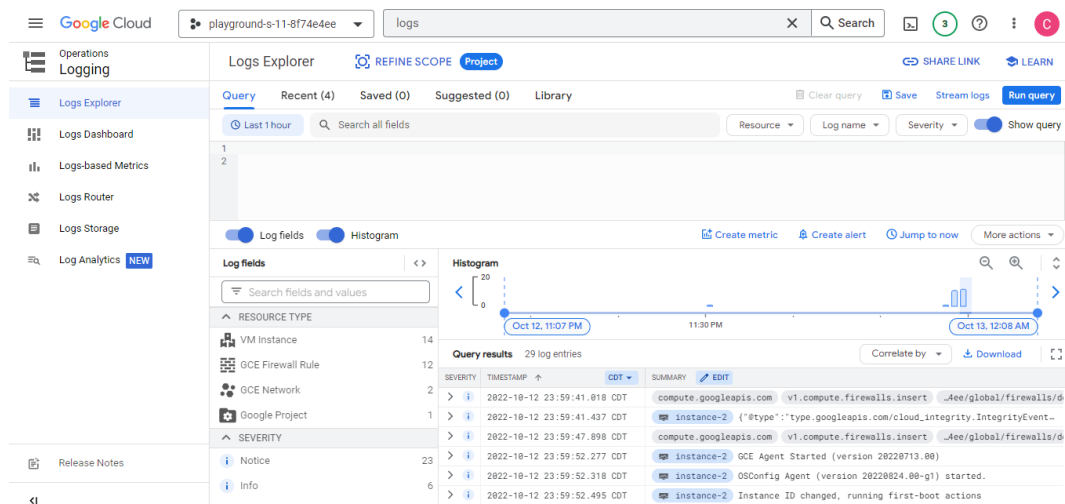 Google Cloud playground-s-11-8f74e4ee logs Search 3 C
Operations
Logging
Logs Explorer
Logs Dashboard
Logs-based Metrics
Logs Router
Logs Storage
Log Analytics NEW
Release Notes
Logs Explorer REFINE SCOPE Project SHARE LINK LEARN
Query Recent (4) Saved (0) Suggested (0) Library Clear query Save Stream logs Run query
Last 1 hour Search all fields Resource Log name Severity Show query
1
2
Log fields Histogram Create metric Create alert Jump to now More actions
Log fields
Search fields and values
RESOURCE TYPE
VM Instance 14
GCE Firewall Rule 12
GCE Network 2
Google Project 1
SEVERITY
Notice 23
Info 6
Histogram
20
0
Oct 12, 11:07 PM 11:30 PM Oct 13, 12:08 AM
Query results 29 log entries Correlate by Download
SEVERITY TIMESTAMP CDT SUMMARY EDIT
2022-10-12 23:59:41.018 CDT compute.googleapis.com v1.compute.firewalls.insert …4ee/global/firewalls/de
2022-10-12 23:59:41.437 CDT instance-2 {"@type":"type.googleapis.com/cloud_integrity.IntegrityEvent…
2022-10-12 23:59:47.898 CDT compute.googleapis.com v1.compute.firewalls.insert …4ee/global/firewalls/de
2022-10-12 23:59:52.277 CDT instance-2 GCE Agent Started (version 20220713.00)
2022-10-12 23:59:52.318 CDT instance-2 OSConfig Agent (version 20220824.00-g1) started.
2022-10-12 23:59:52.495 CDT instance-2 Instance ID changed, running first-boot actions